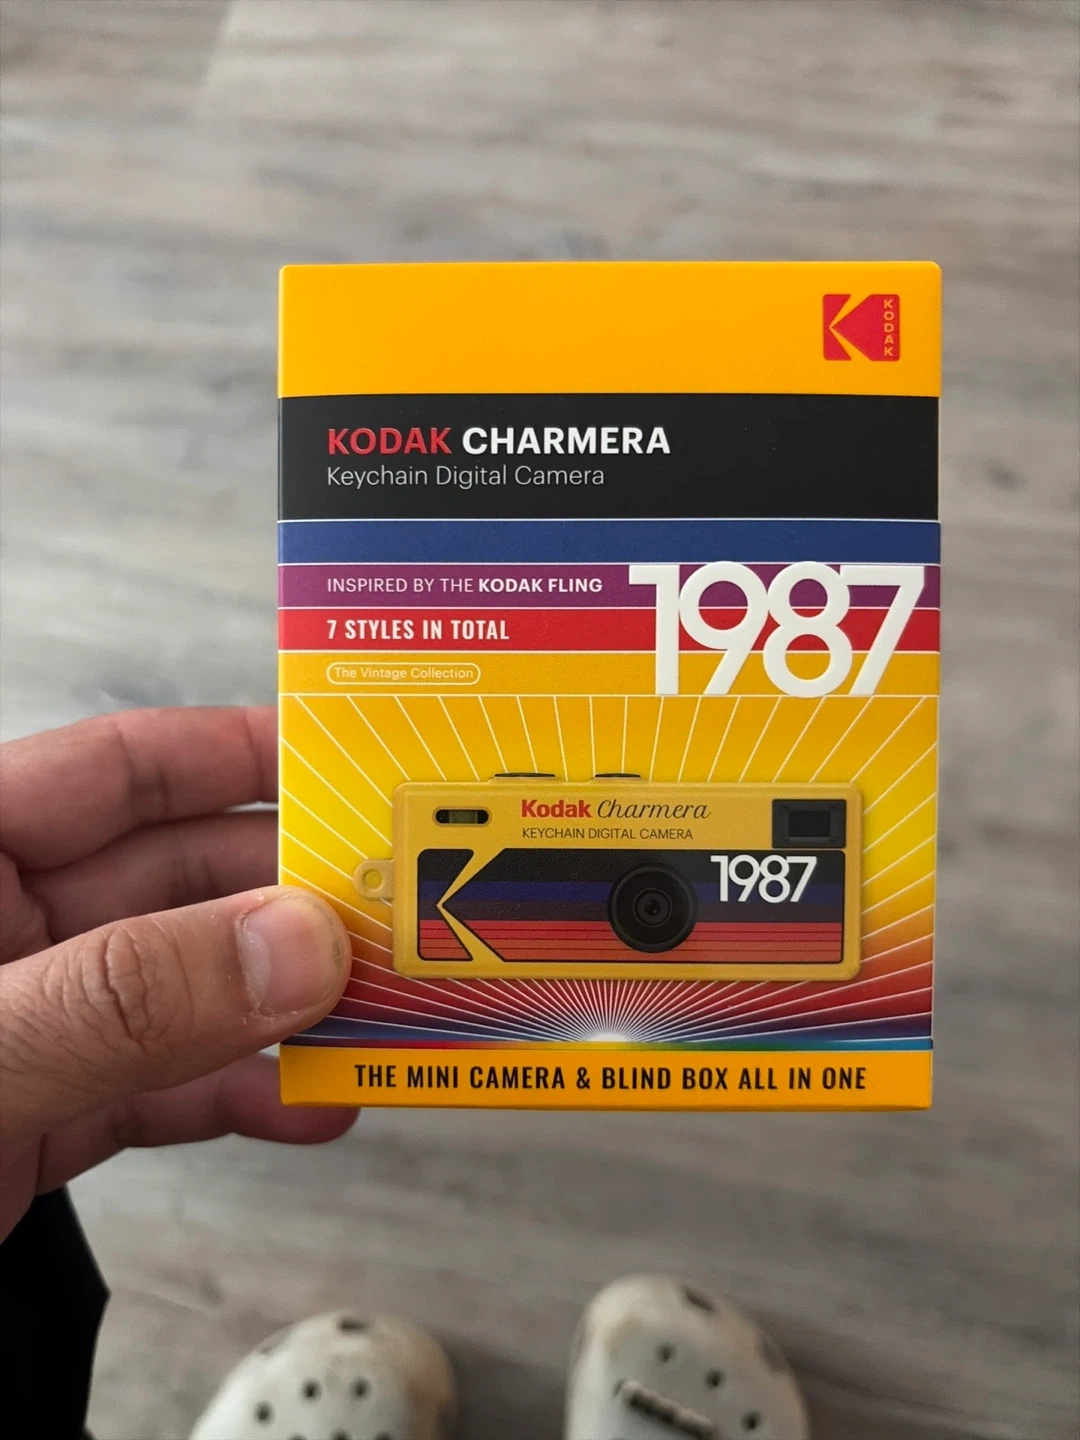 KODAK
KODAK CHARMERA
Keychain Digital Camera
INSPIRED BY THE KODAK FLING
1987
7 STYLES IN TOTAL
The Vintage Collection
Kodak Charmera
KEYCHAIN DIGITAL CAMERA
1987
THE MINI CAMERA & BLIND BOX ALL IN ONE